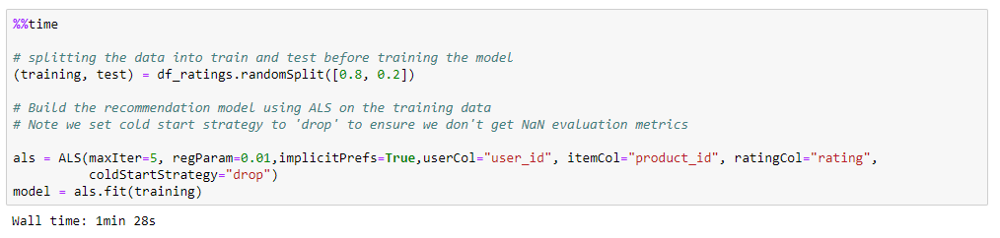 %%time
# splitting the data into train and test before training the model
(training, test) = df_ratings.randomSplit([0.8, 0.2])
# Build the recommendation model using ALS on the training data
# Note we set cold start strategy to 'drop' to ensure we don't get NaN evaluation metrics
als = ALS(maxIter=5, regParam=0.01,implicitPrefs=True,userCol="user_id", itemCol="product_id", ratingCol="rating",
coldStartStrategy="drop")
model = als.fit(training)
Wall time: 1min 28s